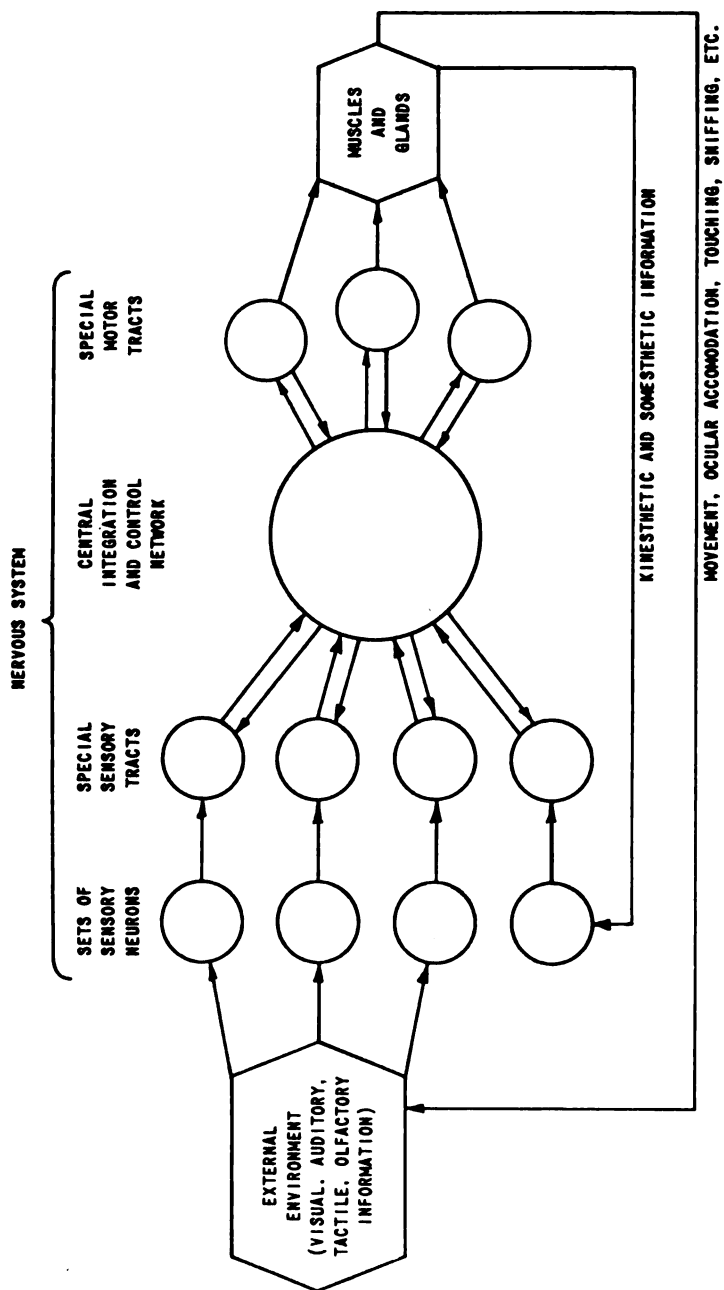 NERVOUS SYSTEM
SETS OF
SENSORY
NEURONS
SPECIAL
SENSORY
TRACTS
CENTRAL
INTEGRATION
AND CONTROL
NETWORK
SPECIAL
MOTOR
TRACTS
EXTERNAL
ENVIRONMENT
(VISUAL. AUDITORY,
TACTILE. OLFACTORY
INFORMATION)
MUSCLES
AND
GLANDS
KINESTHETIC AND SOMESTHETIC INFORMATION
MOVEMENT, OCULAR ACCOMODATION, TOUCHING, SNIFFING, ETC.